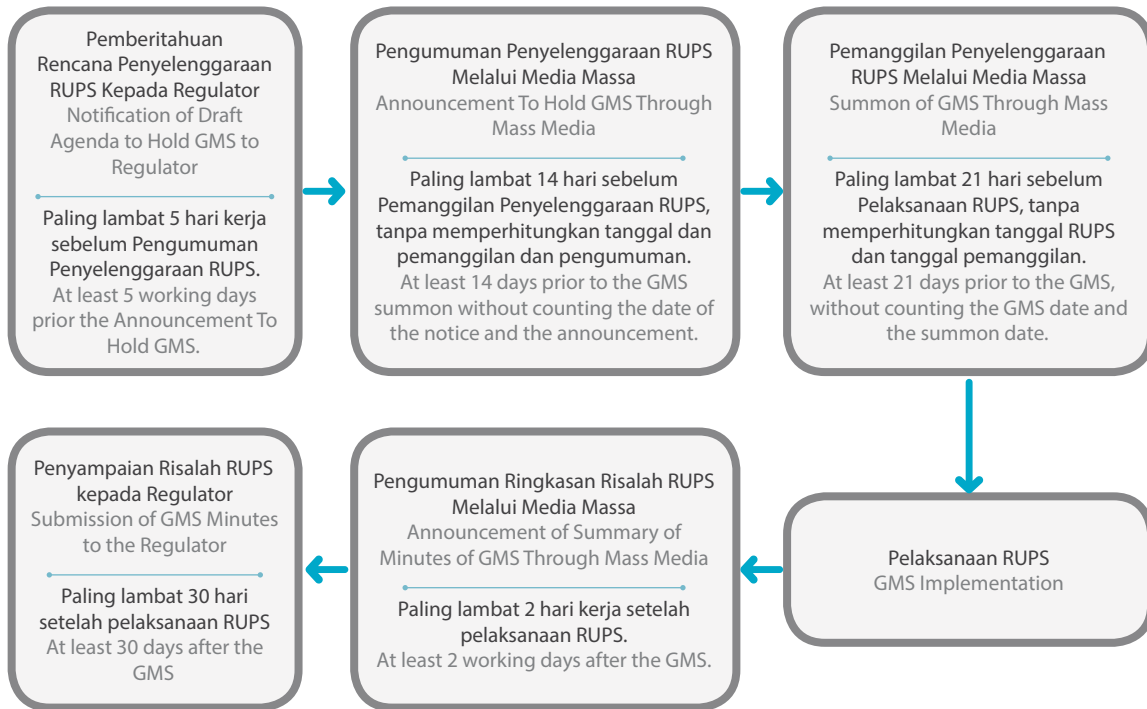 Pemberitahuan
Rencana Penyelenggaraan
RUPS Kepada Regulator
Notification of Draft
Agenda to Hold GMS to
Regulator
Paling lambat 5 hari kerja
sebelum Pengumuman
Penyelenggaraan RUPS.
At least 5 working days
prior the Announcement To
Hold GMS.
Pengumuman Penyelenggaraan RUPS
Melalui Media Massa
Announcement To Hold GMS Through
Mass Media
Paling lambat 14 hari sebelum
Pemanggilan Penyelenggaraan RUPS,
tanpa memperhitungkan tanggal dan
pemanggilan dan pengumuman.
At least 14 days prior to the GMS
summon without counting the date of
the notice and the announcement.
Pemanggilan Penyelenggaraan
RUPS Melalui Media Massa
Summon of GMS Through Mass
Media
Paling lambat 21 hari sebelum
Pelaksanaan RUPS, tanpa
memperhitungkan tanggal RUPS
dan tanggal pemanggilan.
At least 21 days prior to the GMS,
without counting the GMS date and
the summon date.
Pelaksanaan RUPS
GMS Implementation
Pengumuman Ringkasan Risalah RUPS
Melalui Media Massa
Announcement of Summary of
Minutes of GMS Through Mass Media
Paling lambat 2 hari kerja setelah
pelaksanaan RUPS.
At least 2 working days after the GMS.
Penyampaian Risalah RUPS
kepada Regulator
Submission of GMS Minutes
to the Regulator
Paling lambat 30 hari
setelah pelaksanaan RUPS
At least 30 days after the
GMS